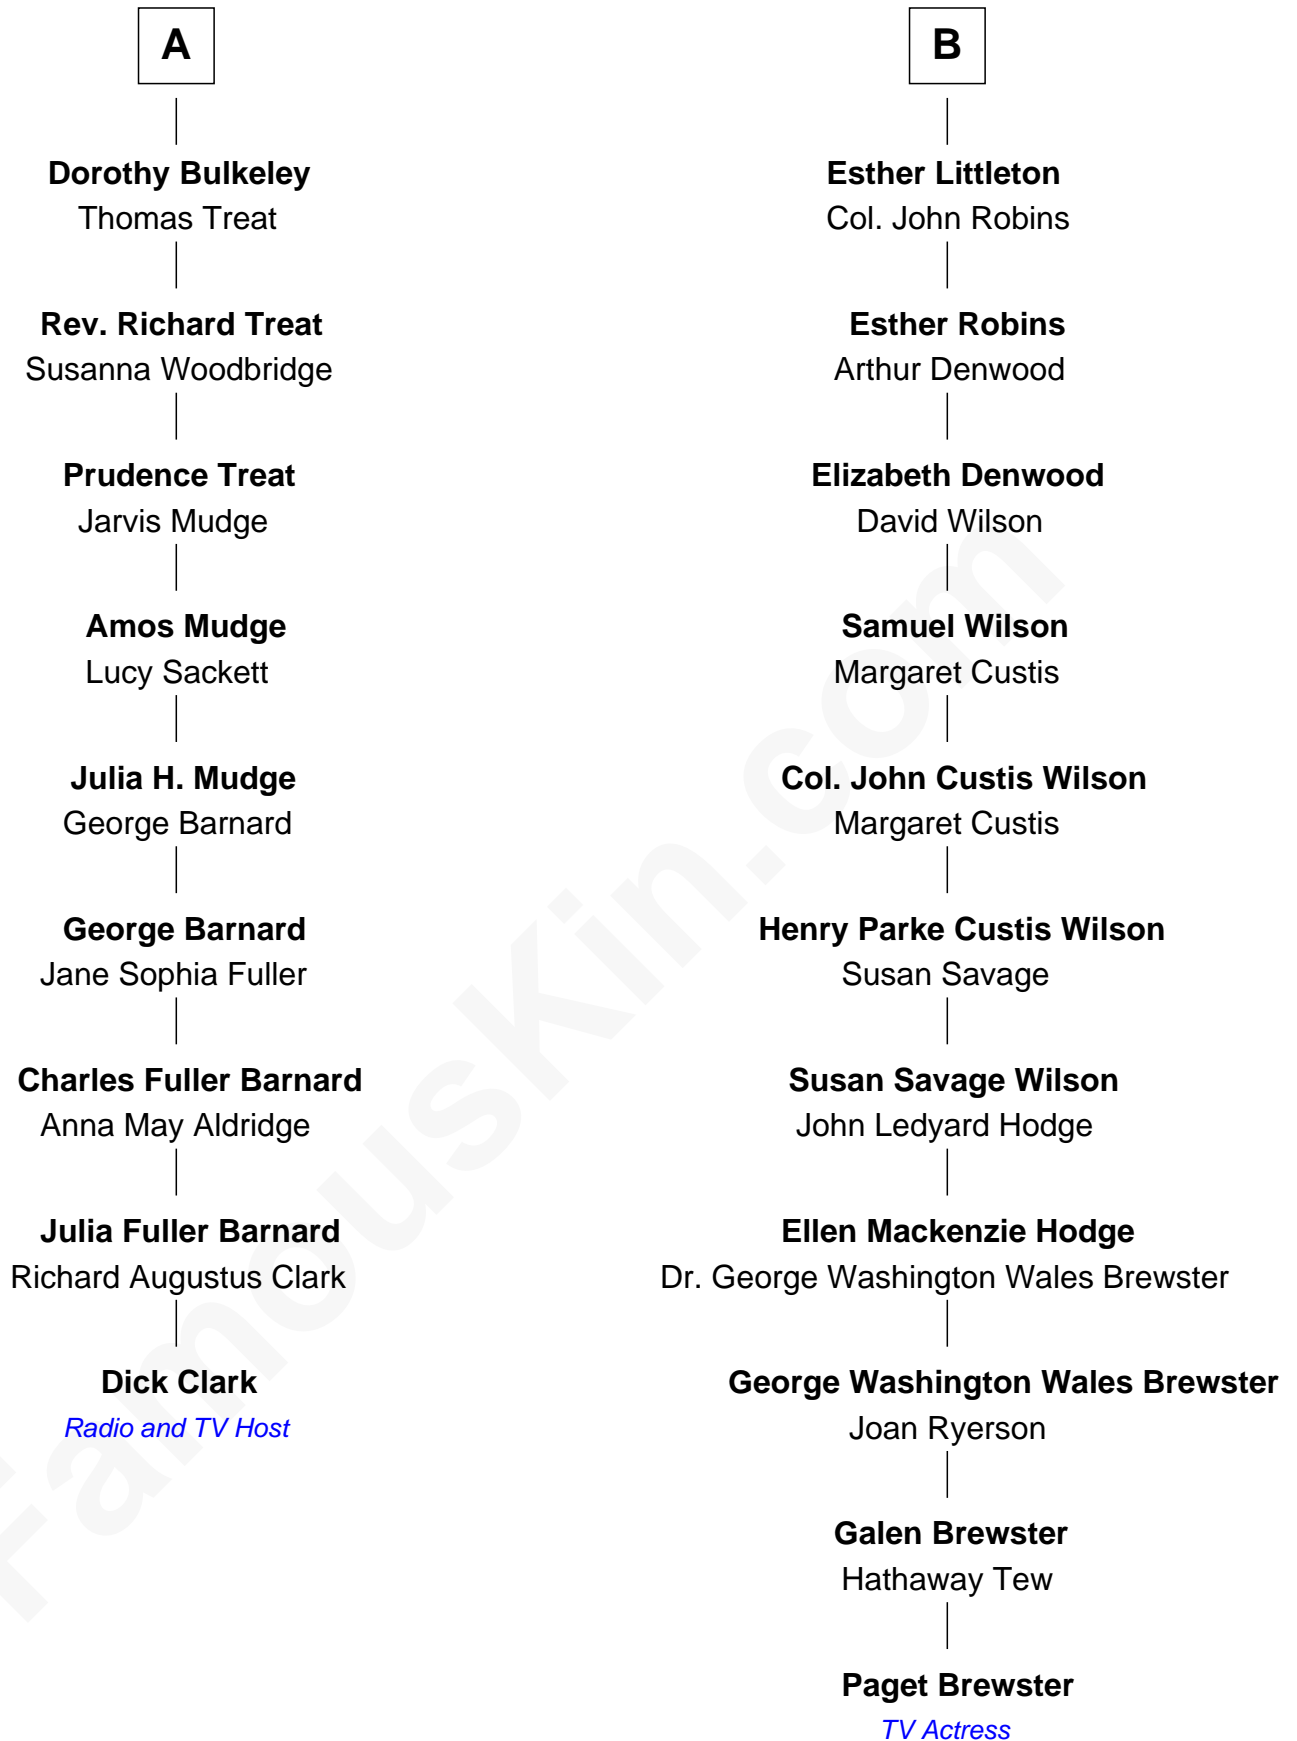 A
Dorothy Bulkeley
Thomas Treat
Rev. Richard Treat
Susanna Woodbridge
Prudence Treat
Jarvis Mudge
Amos Mudge
Lucy Sackett
Julia H. Mudge
George Barnard
George Barnard
Jane Sophia Fuller
Charles Fuller Barnard
Anna May Aldridge
Julia Fuller Barnard
Richard Augustus Clark
Dick Clark
Radio and TV Host
B
Esther Littleton
Col. John Robins
Esther Robins
Arthur Denwood
Elizabeth Denwood
David Wilson
Samuel Wilson
Margaret Custis
Col. John Custis Wilson
Margaret Custis
Henry Parke Custis Wilson
Susan Savage
Susan Savage Wilson
John Ledyard Hodge
Ellen Mackenzie Hodge
Dr. George Washington Wales Brewster
George Washington Wales Brewster
Joan Ryerson
Galen Brewster
Hathaway Tew
Paget Brewster
TV Actress
FamousKin.com